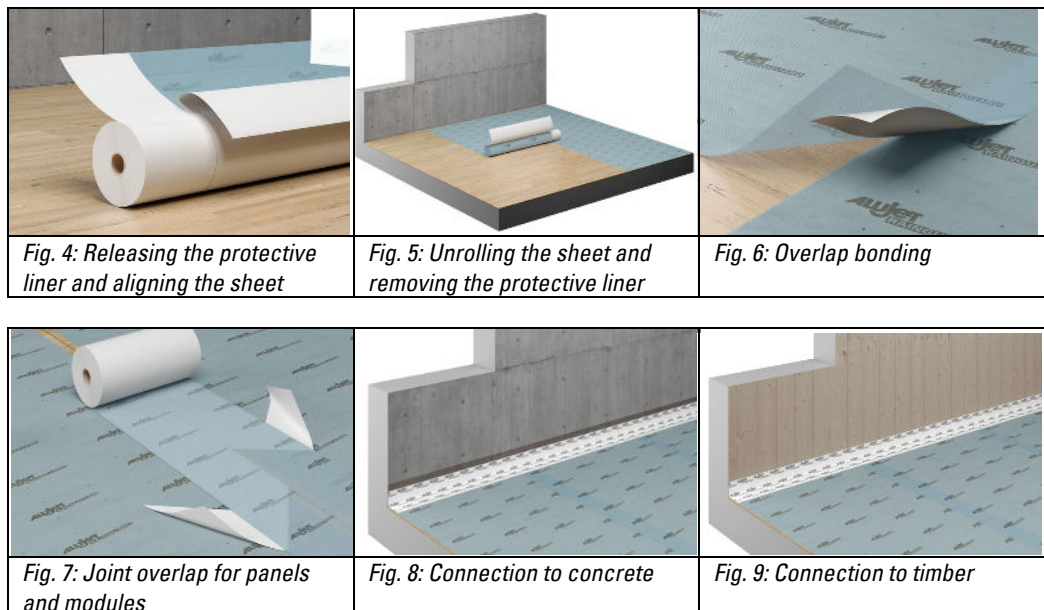 Fig. 4: Releasing the protective
liner and aligning the sheet
Fig. 5: Unrolling the sheet and
removing the protective liner
Fig. 6: Overlap bonding
ALUJET
ALUJET
Fig. 7: Joint overlap for panels
and modules
Fig. 8: Connection to concrete
Fig. 9: Connection to timber